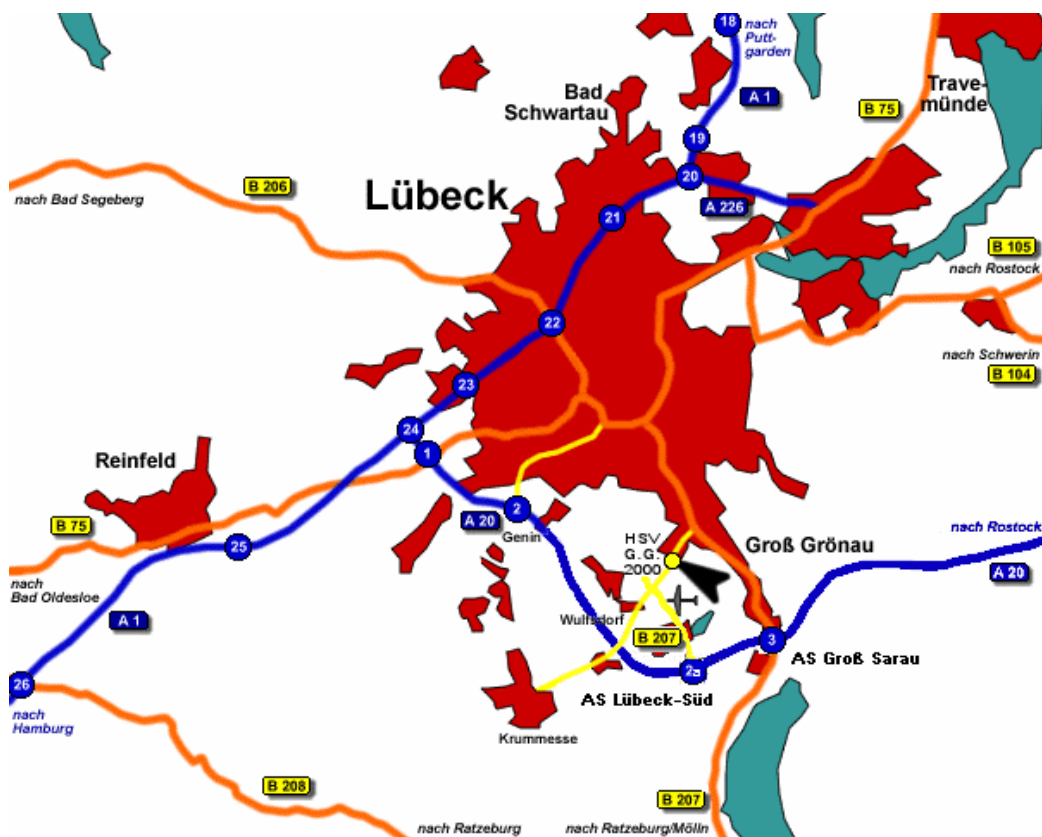 18
nach
Putt-
garden
A 1
Bad
Schwartau
Trave-
münde
B 75
19
20
B 206
nach Bad Segeberg
Lübeck
21
A 226
B 105
nach Rostock
22
nach Schwerin
B 104
23
24
1
Reinfeld
2
A 20
Genin
B 75
25
nach
Bad Oldesloe
HSV
G.G.
2000
Groß Grönau
nach Rostock
A 20
A 1
Wulfsdorf
B 207
3
AS Groß Sarau
2a
AS Lübeck-Süd
26
nach
Hamburg
Krummesse
B 208
B 207
nach Ratzeburg
nach Ratzeburg/Mölln